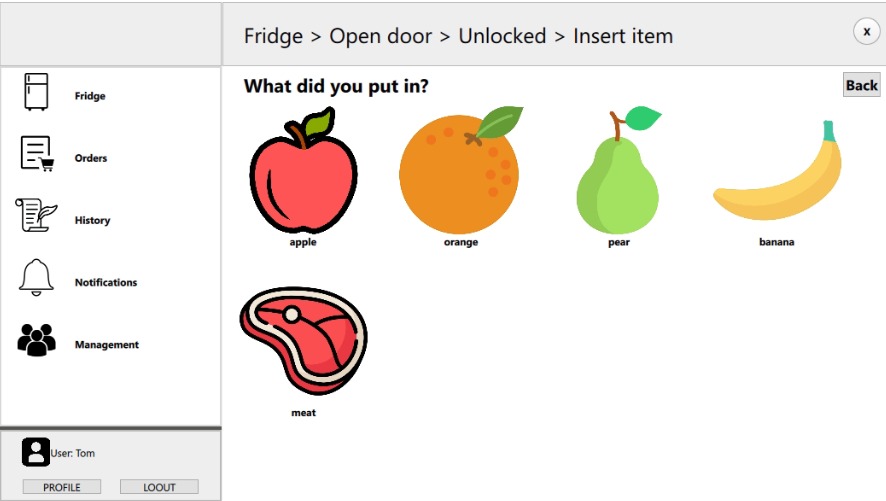 Fridge > Open door > Unlocked > Insert item
x
Fridge
Orders
History
Notifications
Management
User: Tom
PROFILE
LOOUT
What did you put in?
Back
apple
orange
pear
banana
meat